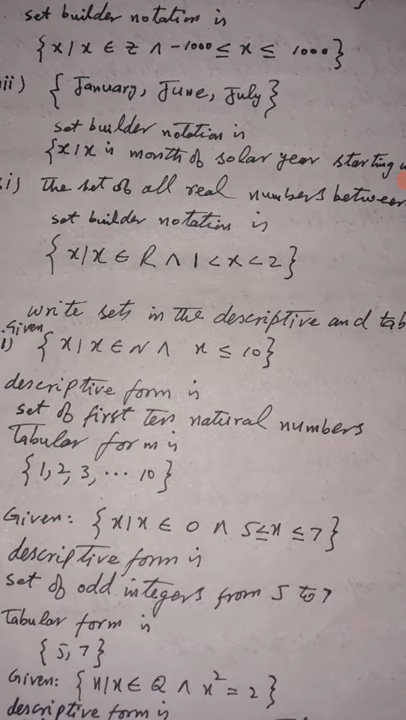 set builder notation is
{x/x ∈ Z ∧ -1000 ≤ x ≤ 1000}
ii) {January, June, July}
set builder notation is
{x/x is month of solar year starting
i) the set of all real numbers between
set builder notation is
{x/x ∈ R ∧ 1 < x < 2}
write sets in the descriptive and tab
Given
i) {x/x ∈ N ∧ x ≤ 10}
descriptive form is
set of first ten natural numbers
Tabular form is
{1, 2, 3, ... 10}
Given: {x/x ∈ O ∧ 5 ≤ x ≤ 7}
descriptive form is
set of odd integers from 5 to 7
Tabular form is
{5, 7}
Given: {x/x ∈ Q ∧ x² = 2}
descriptive form is